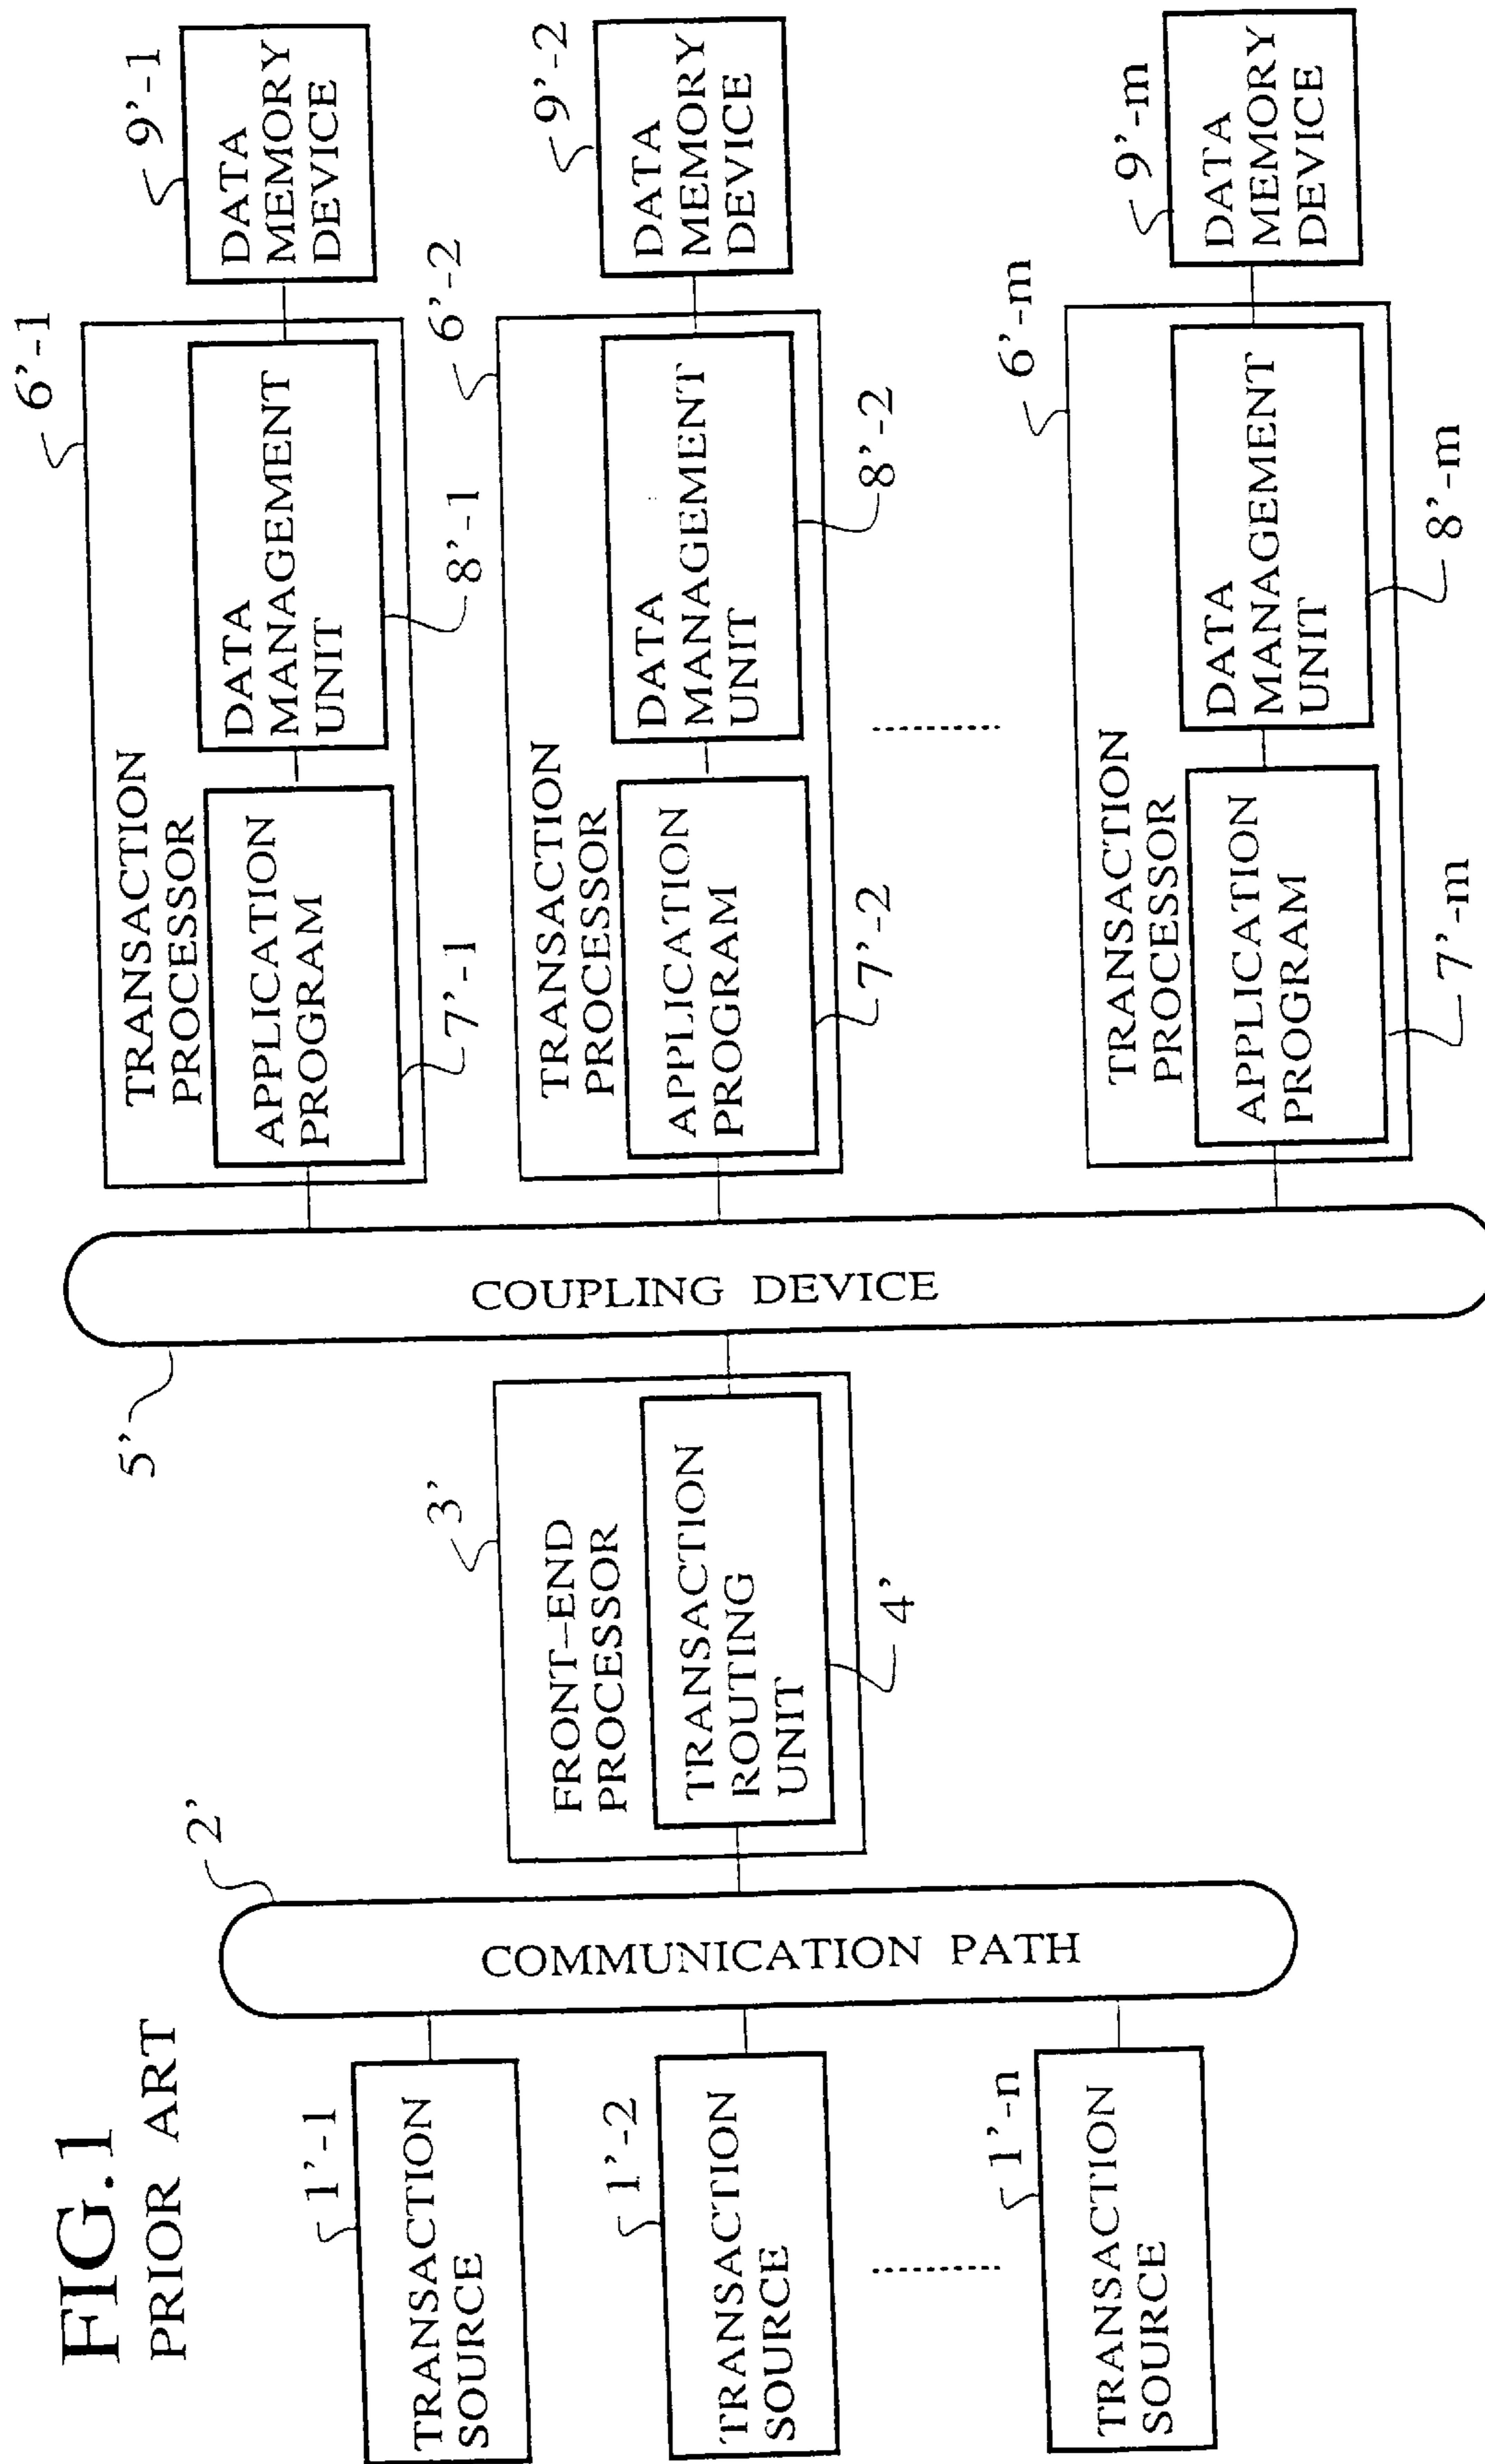 FIG.1
PRIOR ART
1'-1
TRANSACTION
SOURCE
1'-2
TRANSACTION
SOURCE
1'-n
TRANSACTION
SOURCE
2'
COMMUNICATION PATH
3'
FRONT-END
PROCESSOR
TRANSACTION
ROUTING
UNIT
4'
5'
COUPLING DEVICE
6'-1
TRANSACTION
PROCESSOR
APPLICATION
PROGRAM
7'-1
DATA
MANAGEMENT
UNIT
8'-1
9'-1
DATA
MEMORY
DEVICE
6'-2
TRANSACTION
PROCESSOR
APPLICATION
PROGRAM
7'-2
DATA
MANAGEMENT
UNIT
8'-2
9'-2
DATA
MEMORY
DEVICE
6'-m
TRANSACTION
PROCESSOR
APPLICATION
PROGRAM
7'-m
DATA
MANAGEMENT
UNIT
8'-m
9'-m
DATA
MEMORY
DEVICE